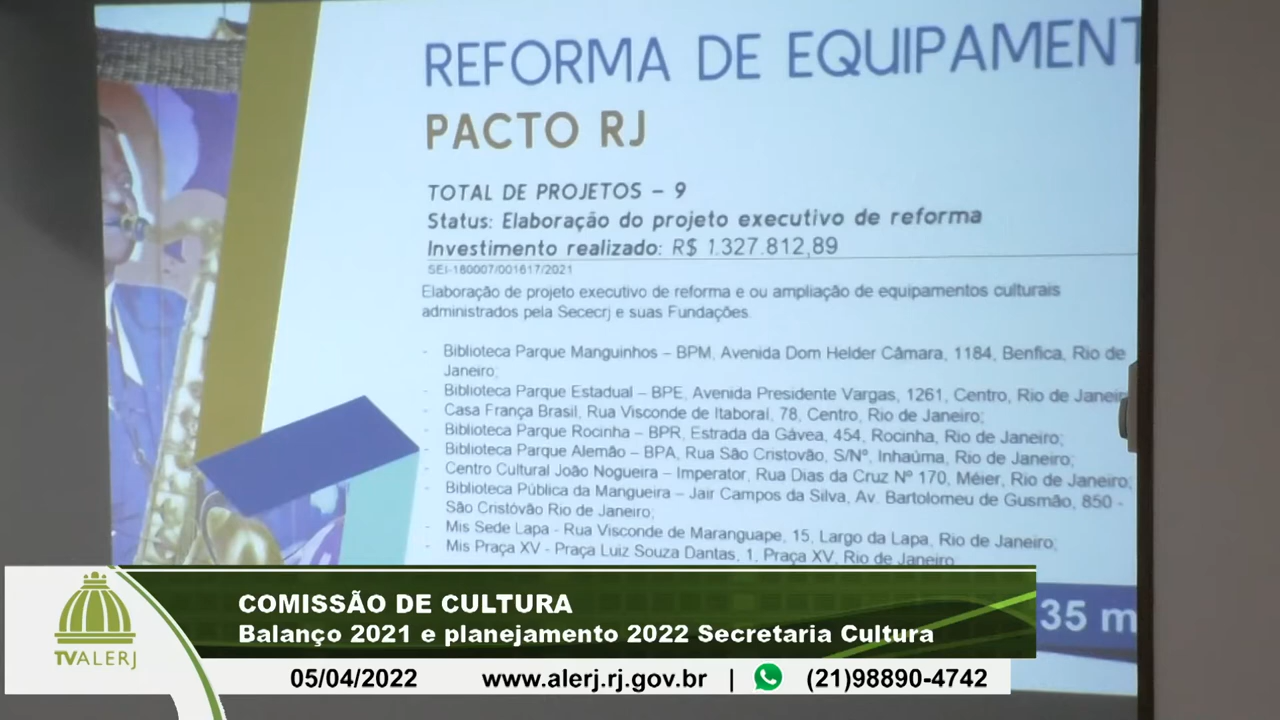 REFORMA DE EQUIPAMENT
PACTO RJ
TOTAL DE PROJETOS – 9
Status: Elaboração do projeto executivo de reforma
Investimento realizado: R$ 1.327.812,89
SEI-180007/001617/2021
Elaboração de projeto executivo de reforma e ou ampliação de equipamentos culturais
administrados pela Sececrj e suas Fundações.
- Biblioteca Parque Manguinhos – BPM, Avenida Dom Helder Câmara, 1184, Benfica, Rio de
Janeiro;
- Biblioteca Parque Estadual – BPE, Avenida Presidente Vargas, 1261, Centro, Rio de Janeir
- Casa França Brasil, Rua Visconde de Itaboraí, 78, Centro, Rio de Janeiro;
- Biblioteca Parque Rocinha – BPR, Estrada da Gávea, 454, Rocinha, Rio de Janeiro;
- Biblioteca Parque Alemão – BPA, Rua São Cristovão, S/Nº, Inhaúma, Rio de Janeiro;
- Centro Cultural João Nogueira – Imperator, Rua Dias da Cruz Nº 170, Méier, Rio de Janeiro;
- Biblioteca Pública da Mangueira – Jair Campos da Silva, Av. Bartolomeu de Gusmão, 850 -
São Cristóvão Rio de Janeiro;
- Mis Sede Lapa - Rua Visconde de Maranguape, 15, Largo da Lapa, Rio de Janeiro;
- Mis Praça XV - Praça Luiz Souza Dantas, 1, Praça XV, Rio de Janeiro
35 m
COMISSÃO DE CULTURA
Balanço 2021 e planejamento 2022 Secretaria Cultura
TVALERJ
05/04/2022 www.alerj.rj.gov.br | (21)98890-4742